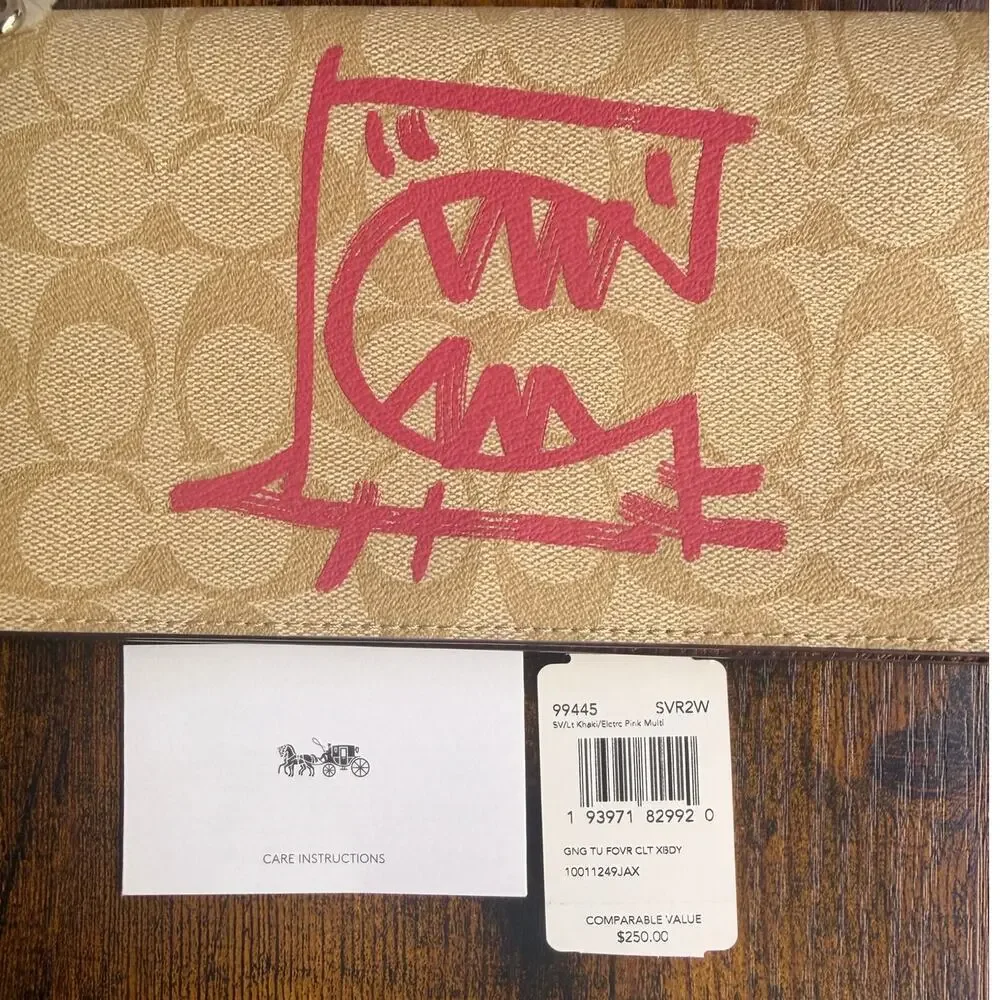 CARE INSTRUCTIONS
99445 SVR2W
SV/Lt Khaki/Elctrc Pink Multi
1 93971 82992 0
GNG TU FOVR CLT XBDY
10011249JAX
COMPARABLE VALUE
$250.00